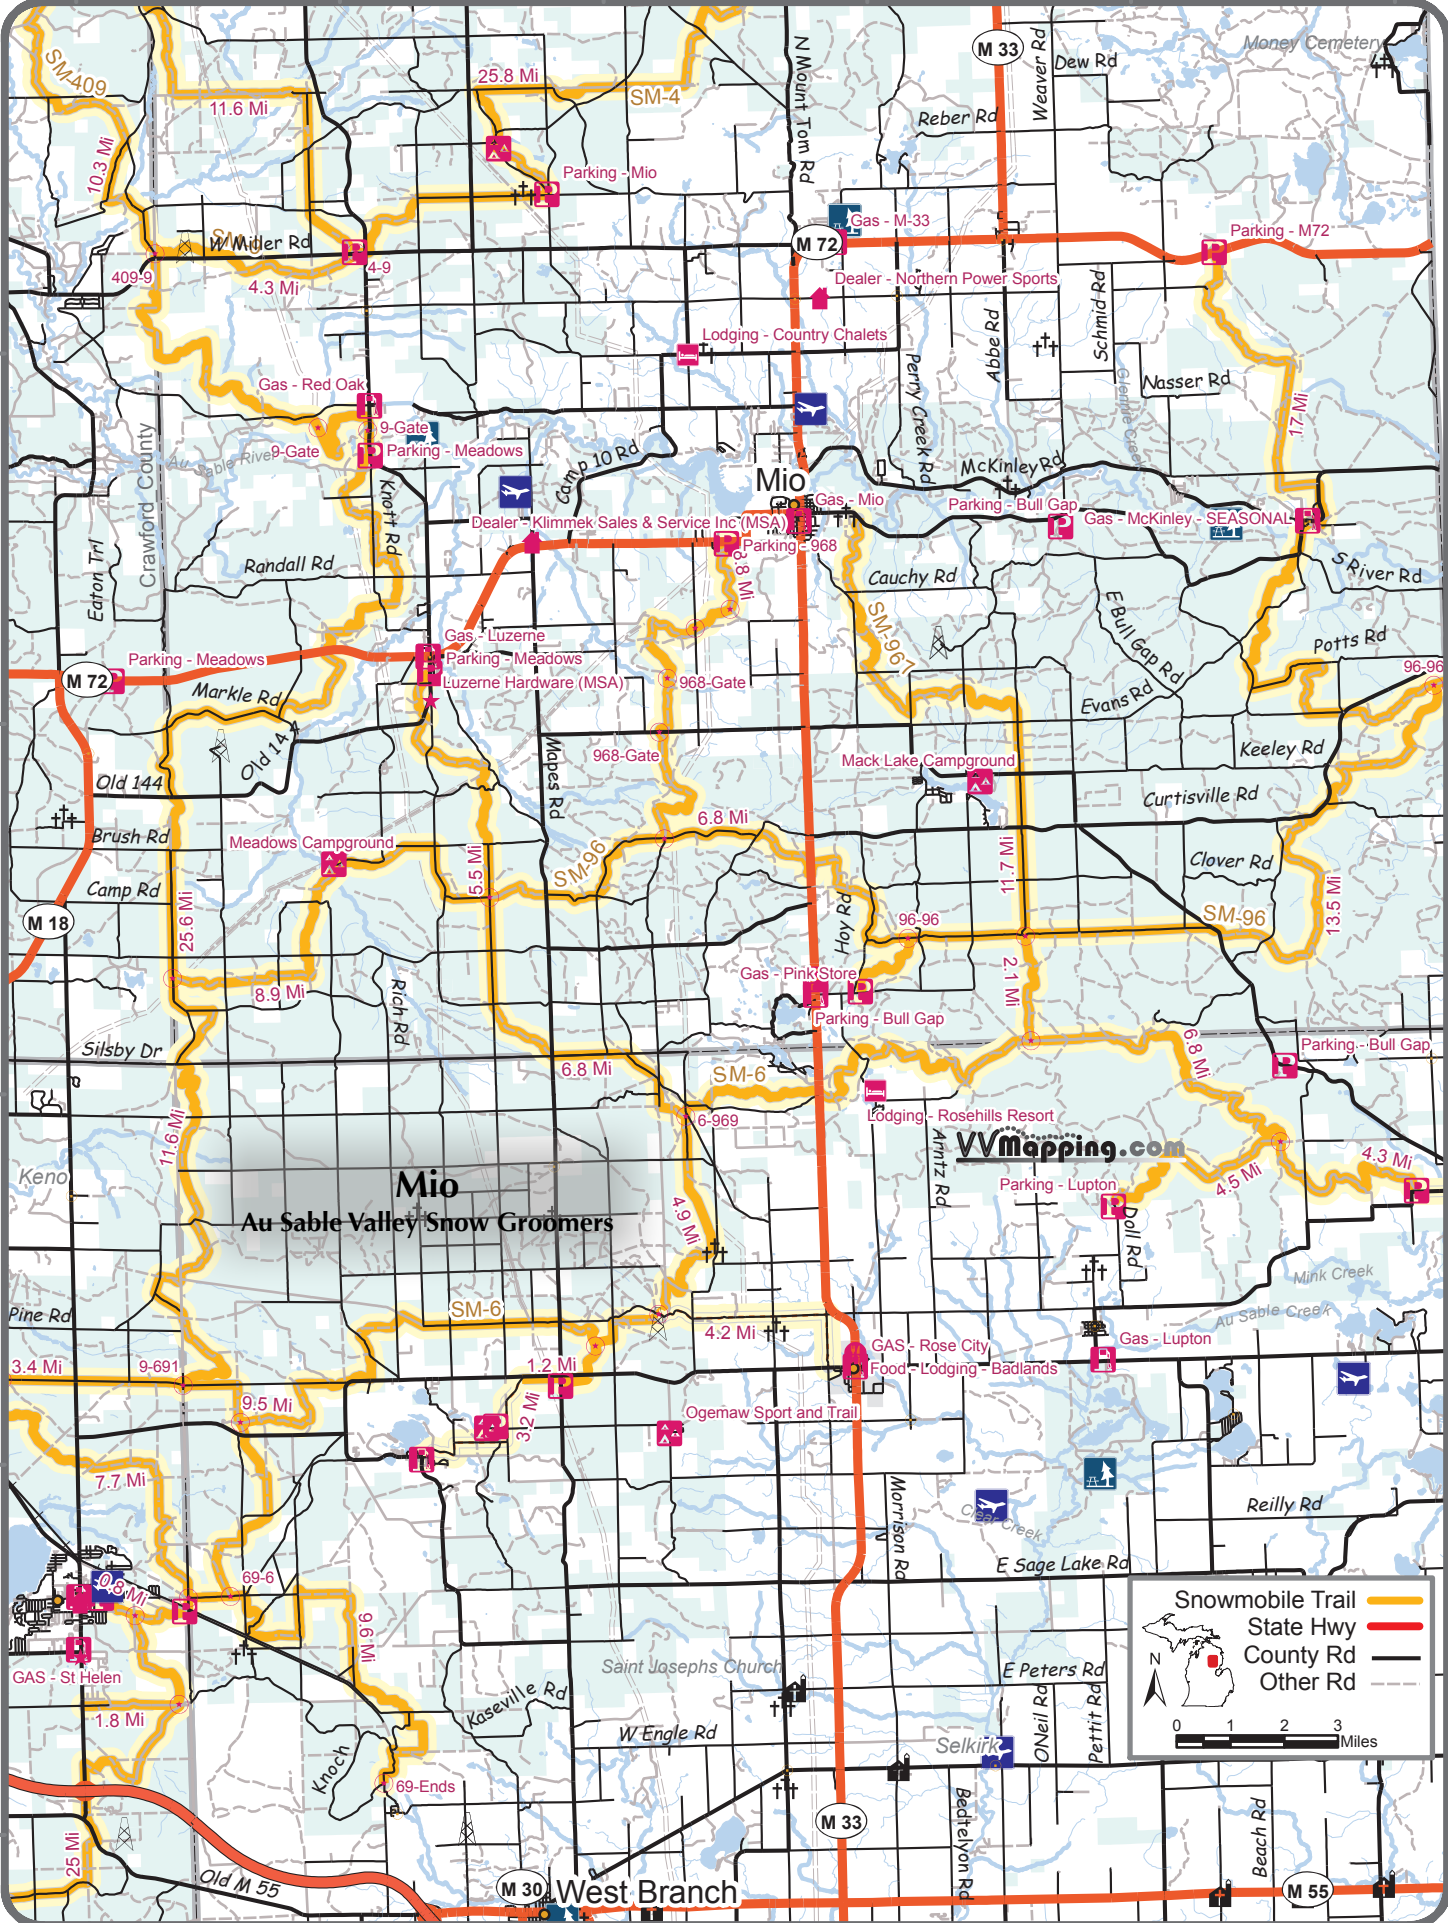 SM-409
11.6 Mi
25.8 Mi
SM-4
N Mount Tom Rd
M 33
Weaver Rd
Dew Rd
Money Cemetery
Reber Rd
10.3 Mi
Parking - Mio
W Miller Rd
Gas - M-33
M 72
Parking - M72
409-9
4-9
4.3 Mi
Dealer - Northern Power Sports
Schmid Rd
Abbe Rd
Lodging - Country Chalets
Perry Creek Rd
Glennie Creek
Nasser Rd
17 Mi
Gas - Red Oak
9-Gate
9-Gate
Parking - Meadows
Au Sable River
Crawford County
Camp 10 Rd
McKinley Rd
Mio
Gas - Mio
Parking - Bull Gap
Gas - McKinley - SEASONAL
Dealer - Klimmek Sales & Service Inc (MSA)
Parking - 968
Knott Rd
Eaton Trl
Randall Rd
8.8 Mi
Cauchy Rd
S River Rd
SM-967
E Bull Gap Rd
Potts Rd
Gas - Luzerne
Parking - Meadows
Parking - Meadows
M 72
Luzerne Hardware (MSA)
968-Gate
96-96
Markle Rd
Evans Rd
Old 144
968-Gate
Mapes Rd
Keeley Rd
Mack Lake Campground
Old 144
Curtisville Rd
Brush Rd
6.8 Mi
Meadows Campground
5.5 Mi
SM-96
11.7 Mi
Clover Rd
Camp Rd
M 18
25.6 Mi
Hoy Rd
96-96
SM-96
13.5 Mi
Gas - Pink Store
2.1 Mi
8.9 Mi
Rich Rd
Parking - Bull Gap
Silsby Dr
6.8 Mi
SM-6
6.8 Mi
Parking - Bull Gap
Lodging - Rosehills Resort
6-969
11.6 Mi
VVMapping.com
Arntz Rd
4.3 Mi
Keno
Mio
Au Sable Valley Snow Groomers
4.9 Mi
Parking - Lupton
4.5 Mi
Doll Rd
Mink Creek
Pine Rd
SM-6
Au Sable Creek
4.2 Mi
GAS - Rose City
Gas - Lupton
3.4 Mi
9-691
1.2 Mi
Food - Lodging - Badlands
9.5 Mi
3.2 Mi
Ogemaw Sport and Trail
7.7 Mi
Morrison Rd
Clear Creek
Reilly Rd
E Sage Lake Rd
0.8 Mi
69-6
9.6 Mi
GAS - St Helen
Saint Josephs Church
E Peters Rd
1.8 Mi
Kaseville Rd
W Engle Rd
ONeil Rd
Pettit Rd
Selkirk
Knoch
69-Ends
Snowmobile Trail
State Hwy
County Rd
Other Rd
N
0 1 2 3
Miles
25 Mi
M 33
Bedtelyon Rd
Beach Rd
Old M 55
M 30
West Branch
M 55